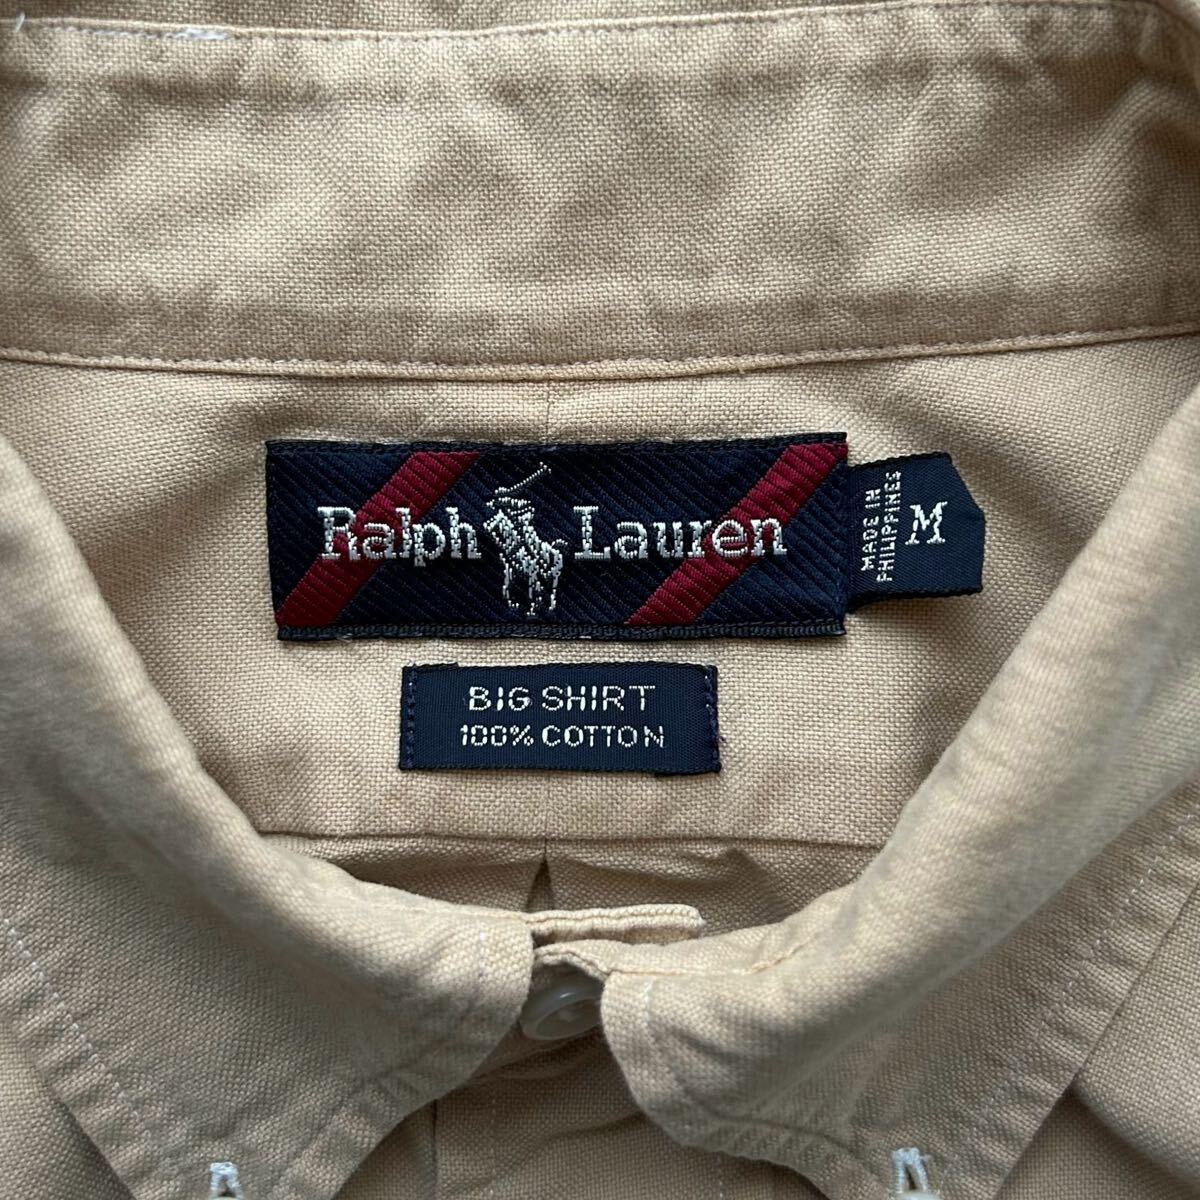 Ralph Lauren
MADE IN
PHILIPPINES
M
BIG SHIRT
100% COTTON